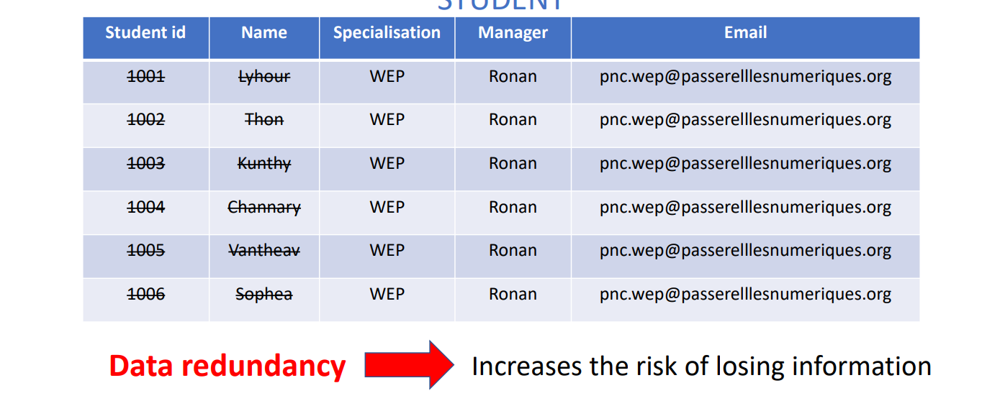 STUDENT
Student id Name Specialisation Manager Email
1001 Lyhour WEP Ronan pnc.wep@passerelllesnumeriques.org
1002 Thon WEP Ronan pnc.wep@passerelllesnumeriques.org
1003 Kunthy WEP Ronan pnc.wep@passerelllesnumeriques.org
1004 Channary WEP Ronan pnc.wep@passerelllesnumeriques.org
1005 Vantheav WEP Ronan pnc.wep@passerelllesnumeriques.org
1006 Sophea WEP Ronan pnc.wep@passerelllesnumeriques.org
Data redundancy Increases the risk of losing information